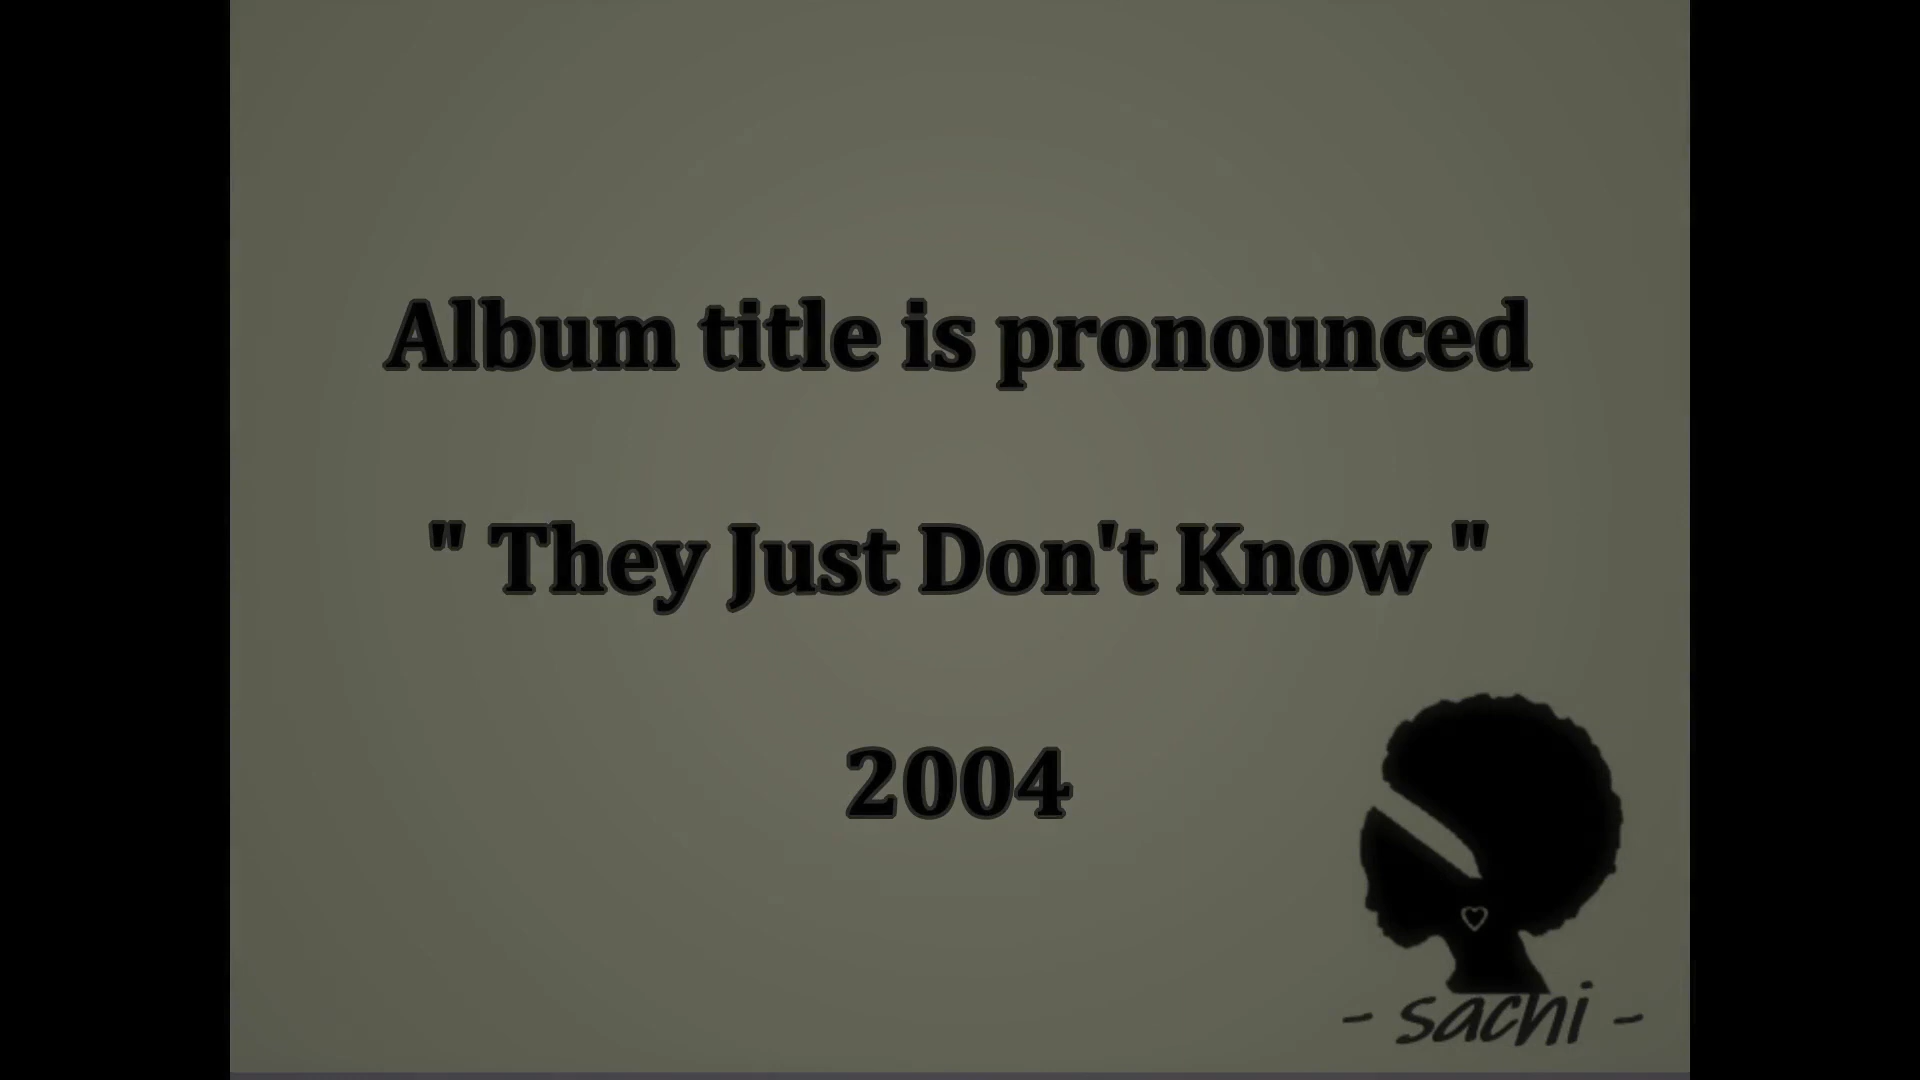 Album title is pronounced
" They Just Don't Know "
2004
- sachi -